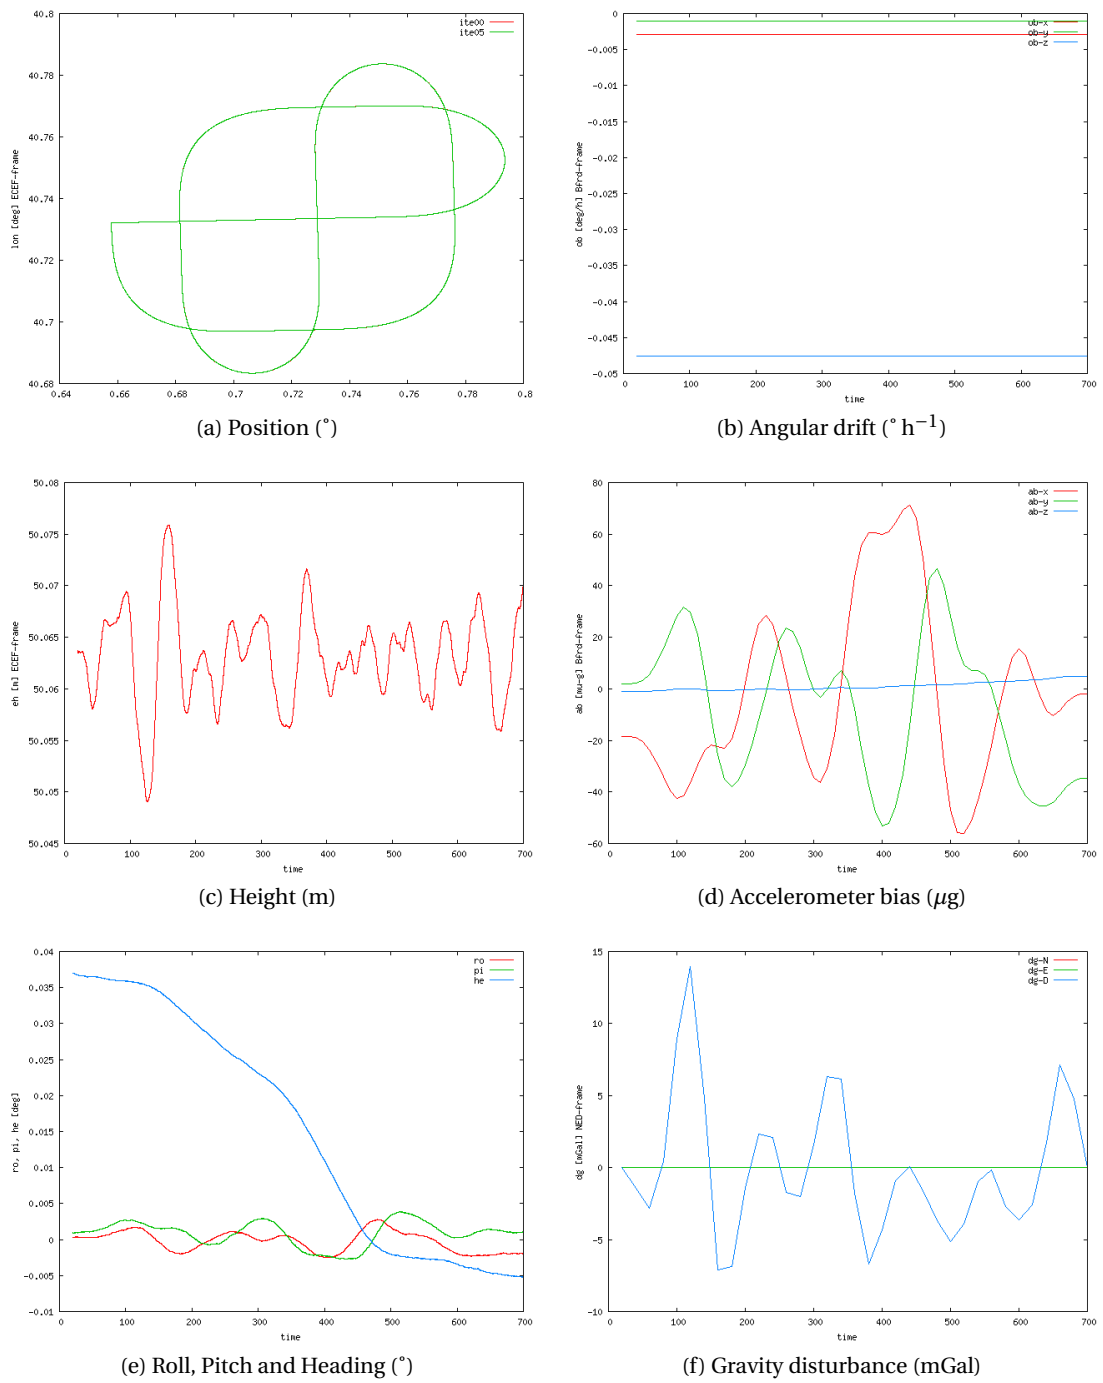 40.8
40.78
40.76
40.74
40.72
40.7
40.68
0.64 0.66 0.68 0.7 0.72 0.74 0.76 0.78 0.8
lon [deg] ECEF-frame
ite00
ite05
(a) Position (°)
0
-0.005
-0.01
-0.015
-0.02
-0.025
-0.03
-0.035
-0.04
-0.045
-0.05
0 100 200 300 400 500 600 700
time
ob [deg/h] Bfrd-frame
ob-x
ob-y
ob-z
(b) Angular drift (° h−1)
50.08
50.075
50.07
50.065
50.06
50.055
50.05
50.045
0 100 200 300 400 500 600 700
time
eh [m] ECEF-frame
(c) Height (m)
80
60
40
20
0
-20
-40
-60
100 200 300 400 500 600 700
time
ab [mu-g] Bfrd-frame
ab-x
ab-y
ab-z
(d) Accelerometer bias (μg)
0.04
0.035
0.03
0.025
0.02
0.015
0.01
0.005
0
-0.005
-0.01
0 100 200 300 400 500 600 700
time
ro, pi, he [deg]
ro
pi
he
(e) Roll, Pitch and Heading (°)
15
10
5
0
-5
-10
0 100 200 300 400 500 600 700
time
dg [mGal] NED-frame
dg-N
dg-E
dg-D
(f) Gravity disturbance (mGal)